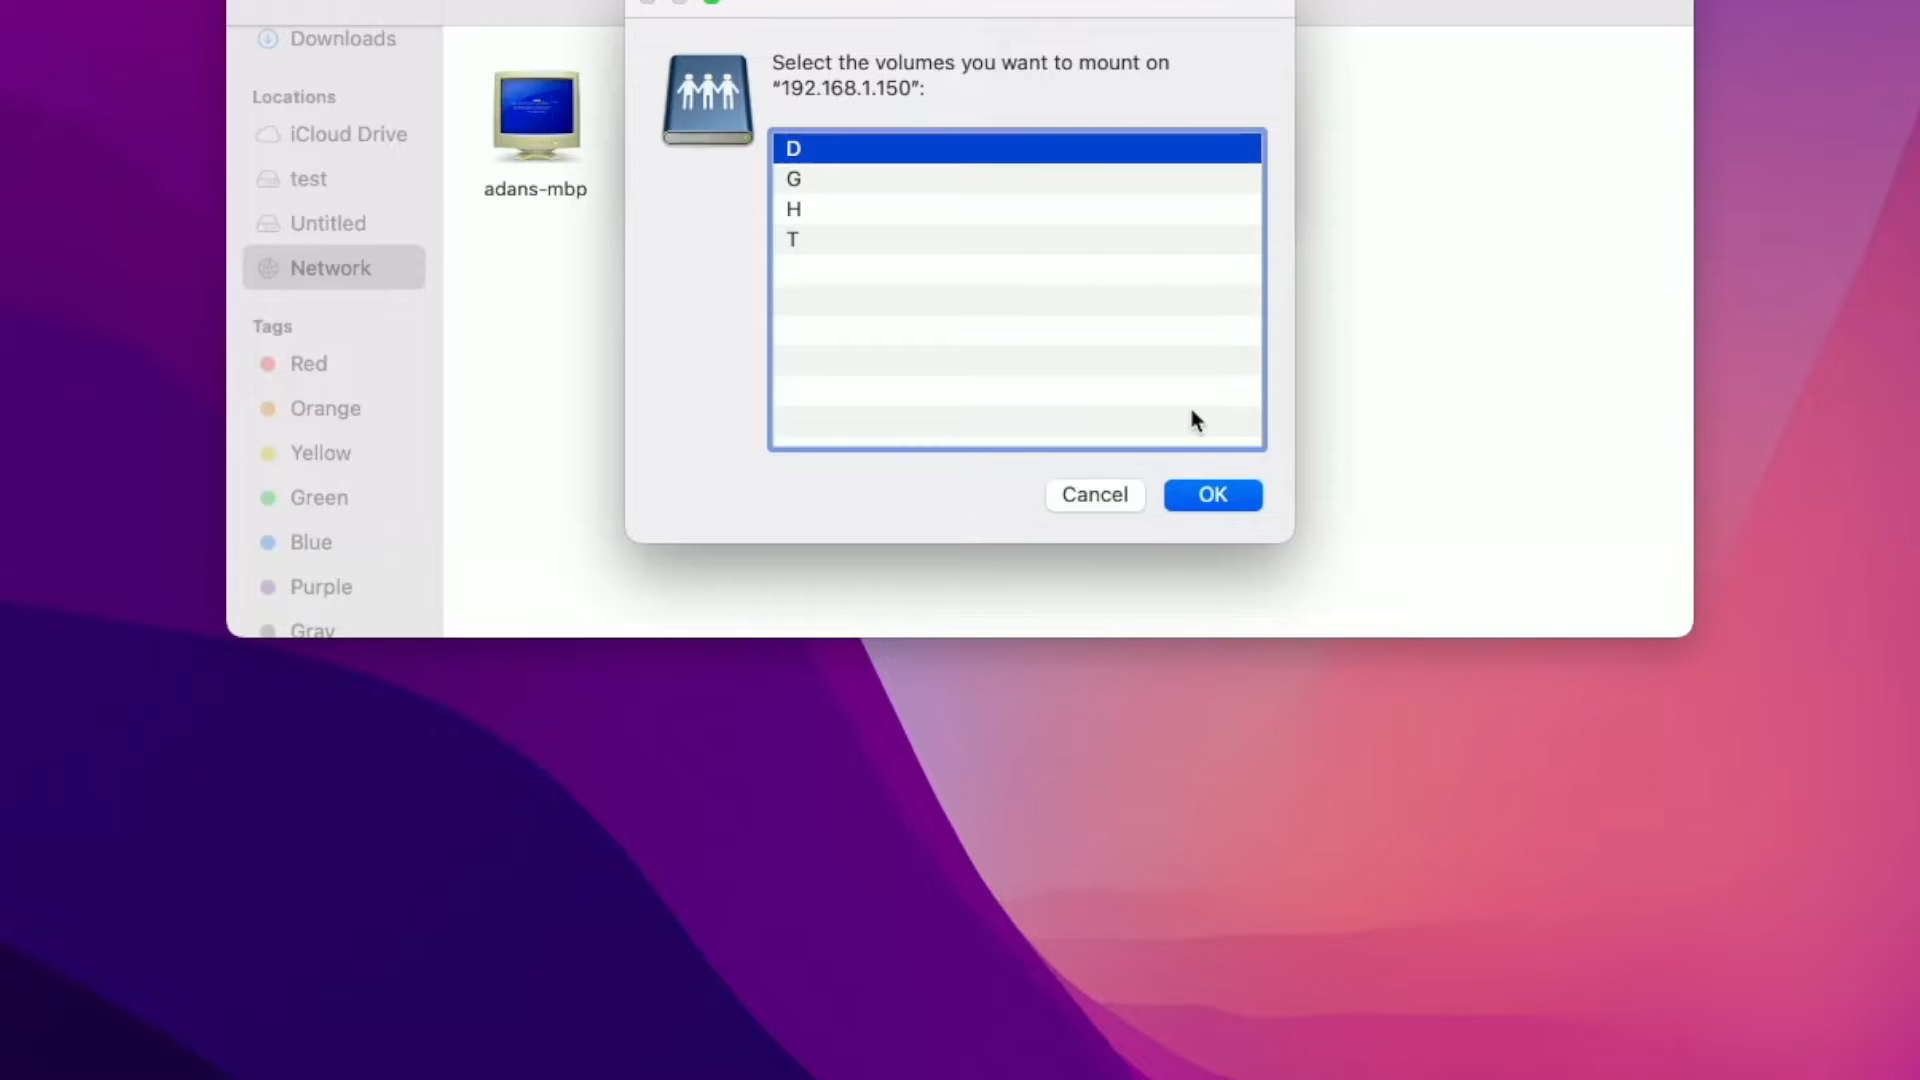 Downloads
Locations
iCloud Drive
test
Untitled
Network
Tags
Red
Orange
Yellow
Green
Blue
Purple
Gray
adans-mbp
Select the volumes you want to mount on
“192.168.1.150”:
D
G
H
T
Cancel
OK